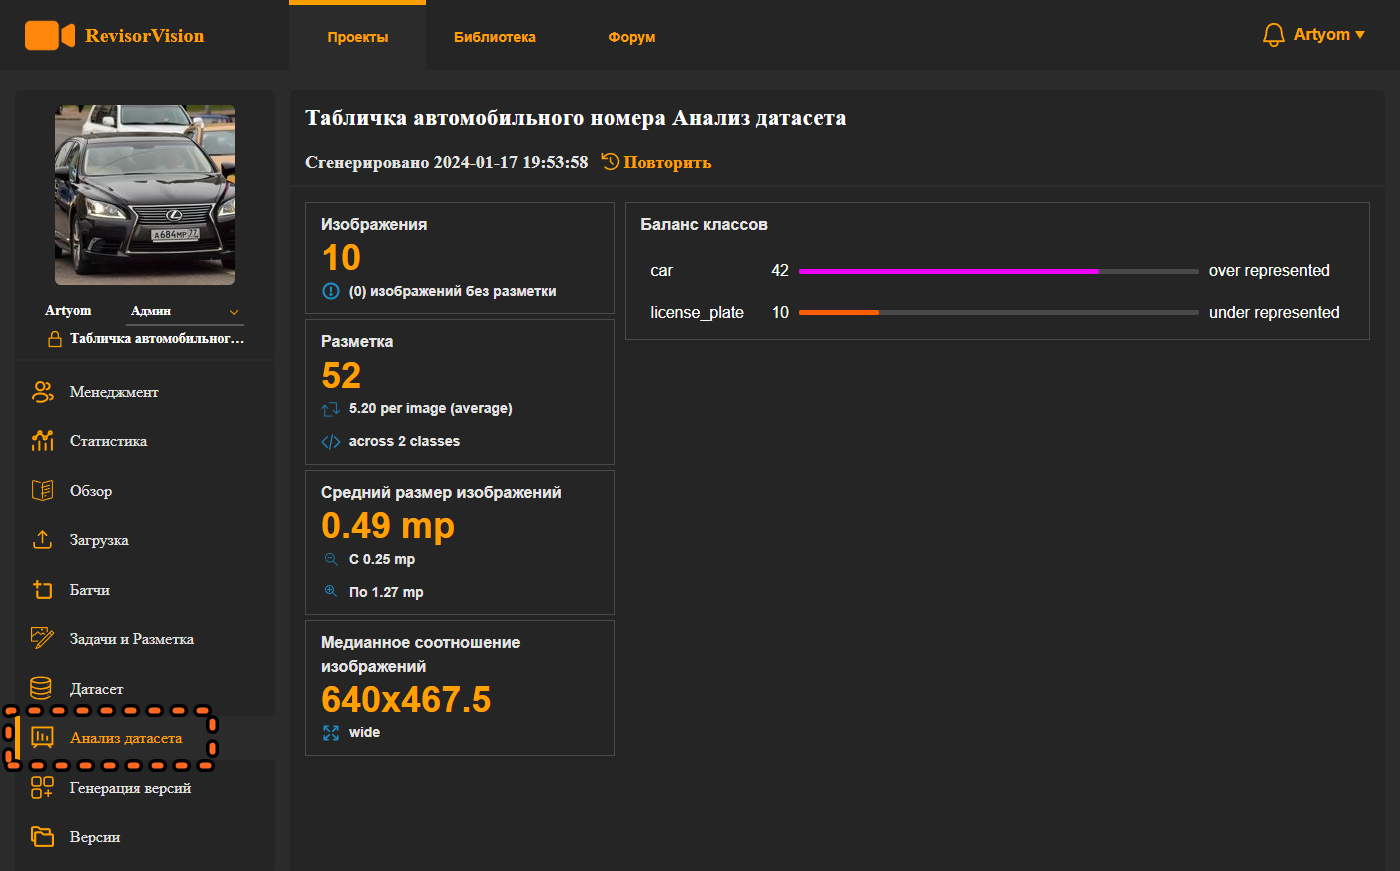 RevisorVision
Проекты
Библиотека
Форум
Artyom
А684МР 77
Artyom
Админ
Табличка автомобильног...
Менеджмент
Статистика
Обзор
Загрузка
Батчи
Задачи и Разметка
Датасет
Анализ датасета
Генерация версий
Версии
Табличка автомобильного номера Анализ датасета
Сгенерировано 2024-01-17 19:53:58 Повторить
Изображения
10
(0) изображений без разметки
Разметка
52
5.20 per image (average)
across 2 classes
Средний размер изображений
0.49 mp
С 0.25 mp
По 1.27 mp
Медианное соотношение
изображений
640x467.5
wide
Баланс классов
car 42 over represented
license_plate 10 under represented